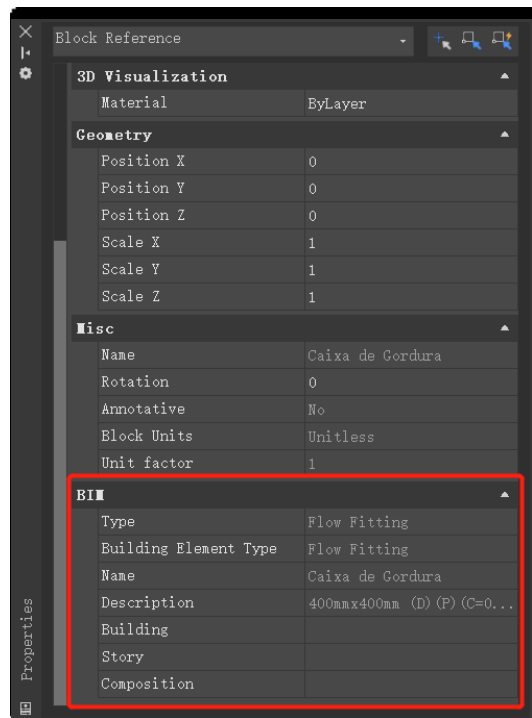 Block Reference
3D Visualization
Material ByLayer
Geometry
Position X 0
Position Y 0
Position Z 0
Scale X 1
Scale Y 1
Scale Z 1
Misc
Name Caixa de Gordura
Rotation 0
Annotative No
Block Units Unitless
Unit factor 1
BIM
Type Flow Fitting
Building Element Type Flow Fitting
Name Caixa de Gordura
Description 400mmx400mm (D)(P)(C=0...
Building
Story
Composition
Properties